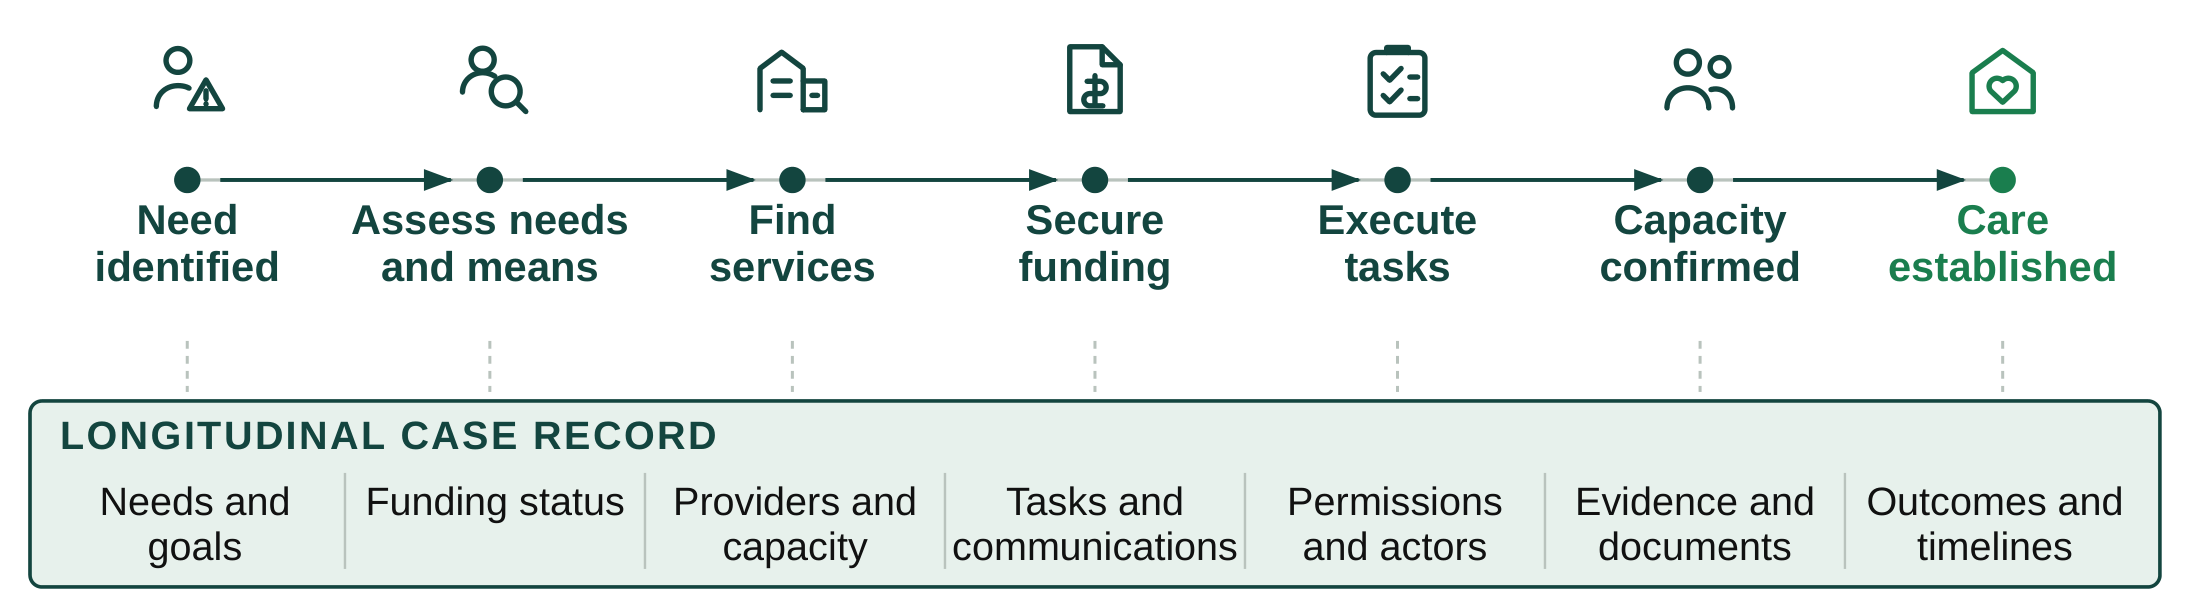 Need
identified
Assess needs
and means
Find
services
Secure
funding
Execute
tasks
Capacity
confirmed
Care
established
LONGITUDINAL CASE RECORD
Needs and
goals
Funding status
Providers and
capacity
Tasks and
communications
Permissions
and actors
Evidence and
documents
Outcomes and
timelines